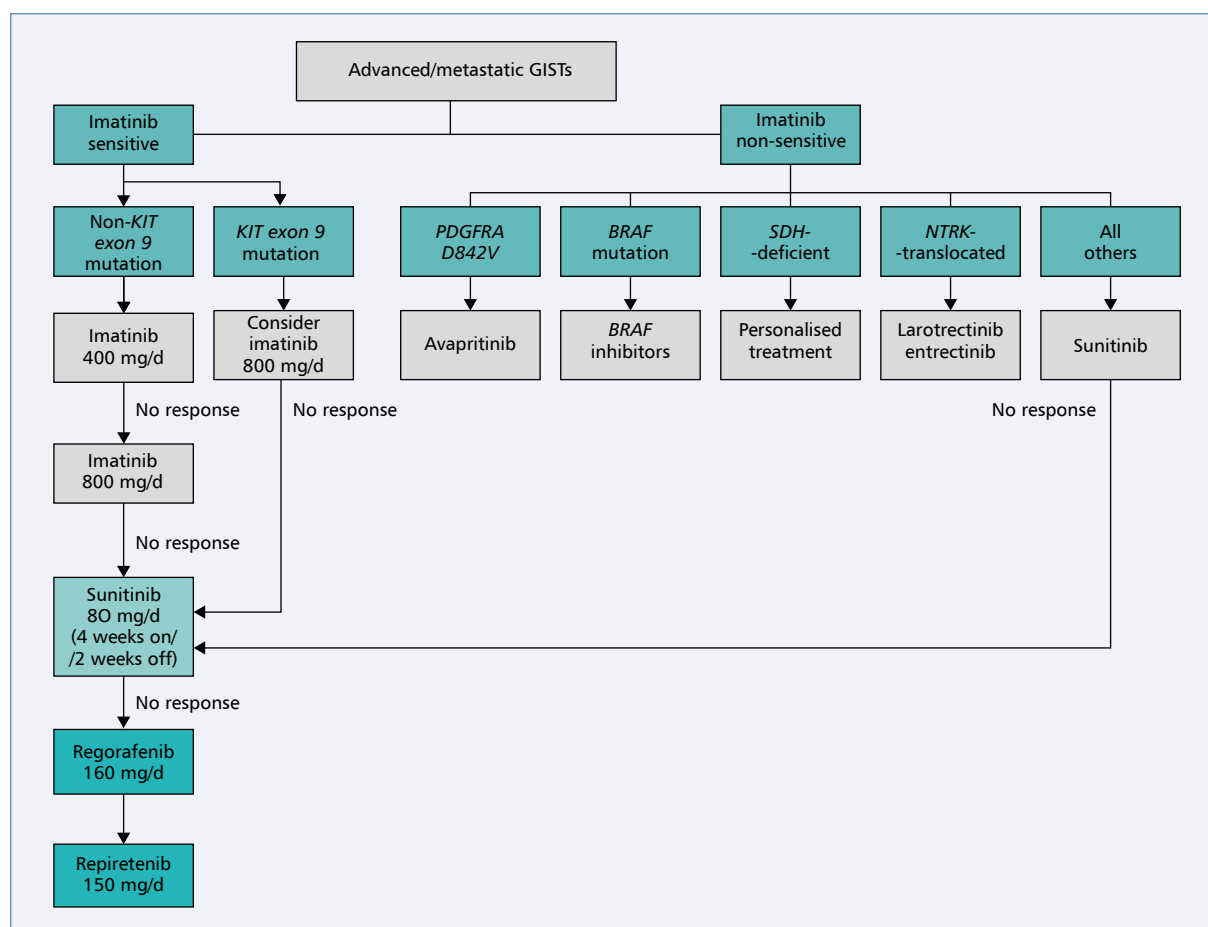 Advanced/metastatic GISTs
Imatinib
sensitive
Imatinib
non-sensitive
Non-KIT
exon 9
mutation
KIT exon 9
mutation
PDGFRA
D842V
BRAF
mutation
SDH-
-deficient
NTRK-
-translocated
All
others
Imatinib
400 mg/d
Consider
imatinib
800 mg/d
Avapritinib
BRAF
inhibitors
Personalised
treatment
Larotrectinib
entrectinib
Sunitinib
No response
No response
No response
Imatinib
800 mg/d
No response
Sunitinib
8O mg/d
(4 weeks on/
/2 weeks off)
No response
Regorafenib
160 mg/d
Repiretenib
150 mg/d